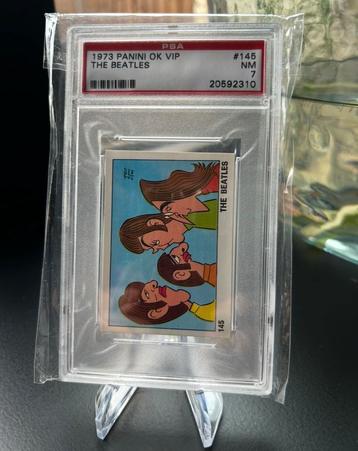 PSA
1973 PANINI OK VIP #145
THE BEATLES NM
7
20592310
THE BEATLES
145